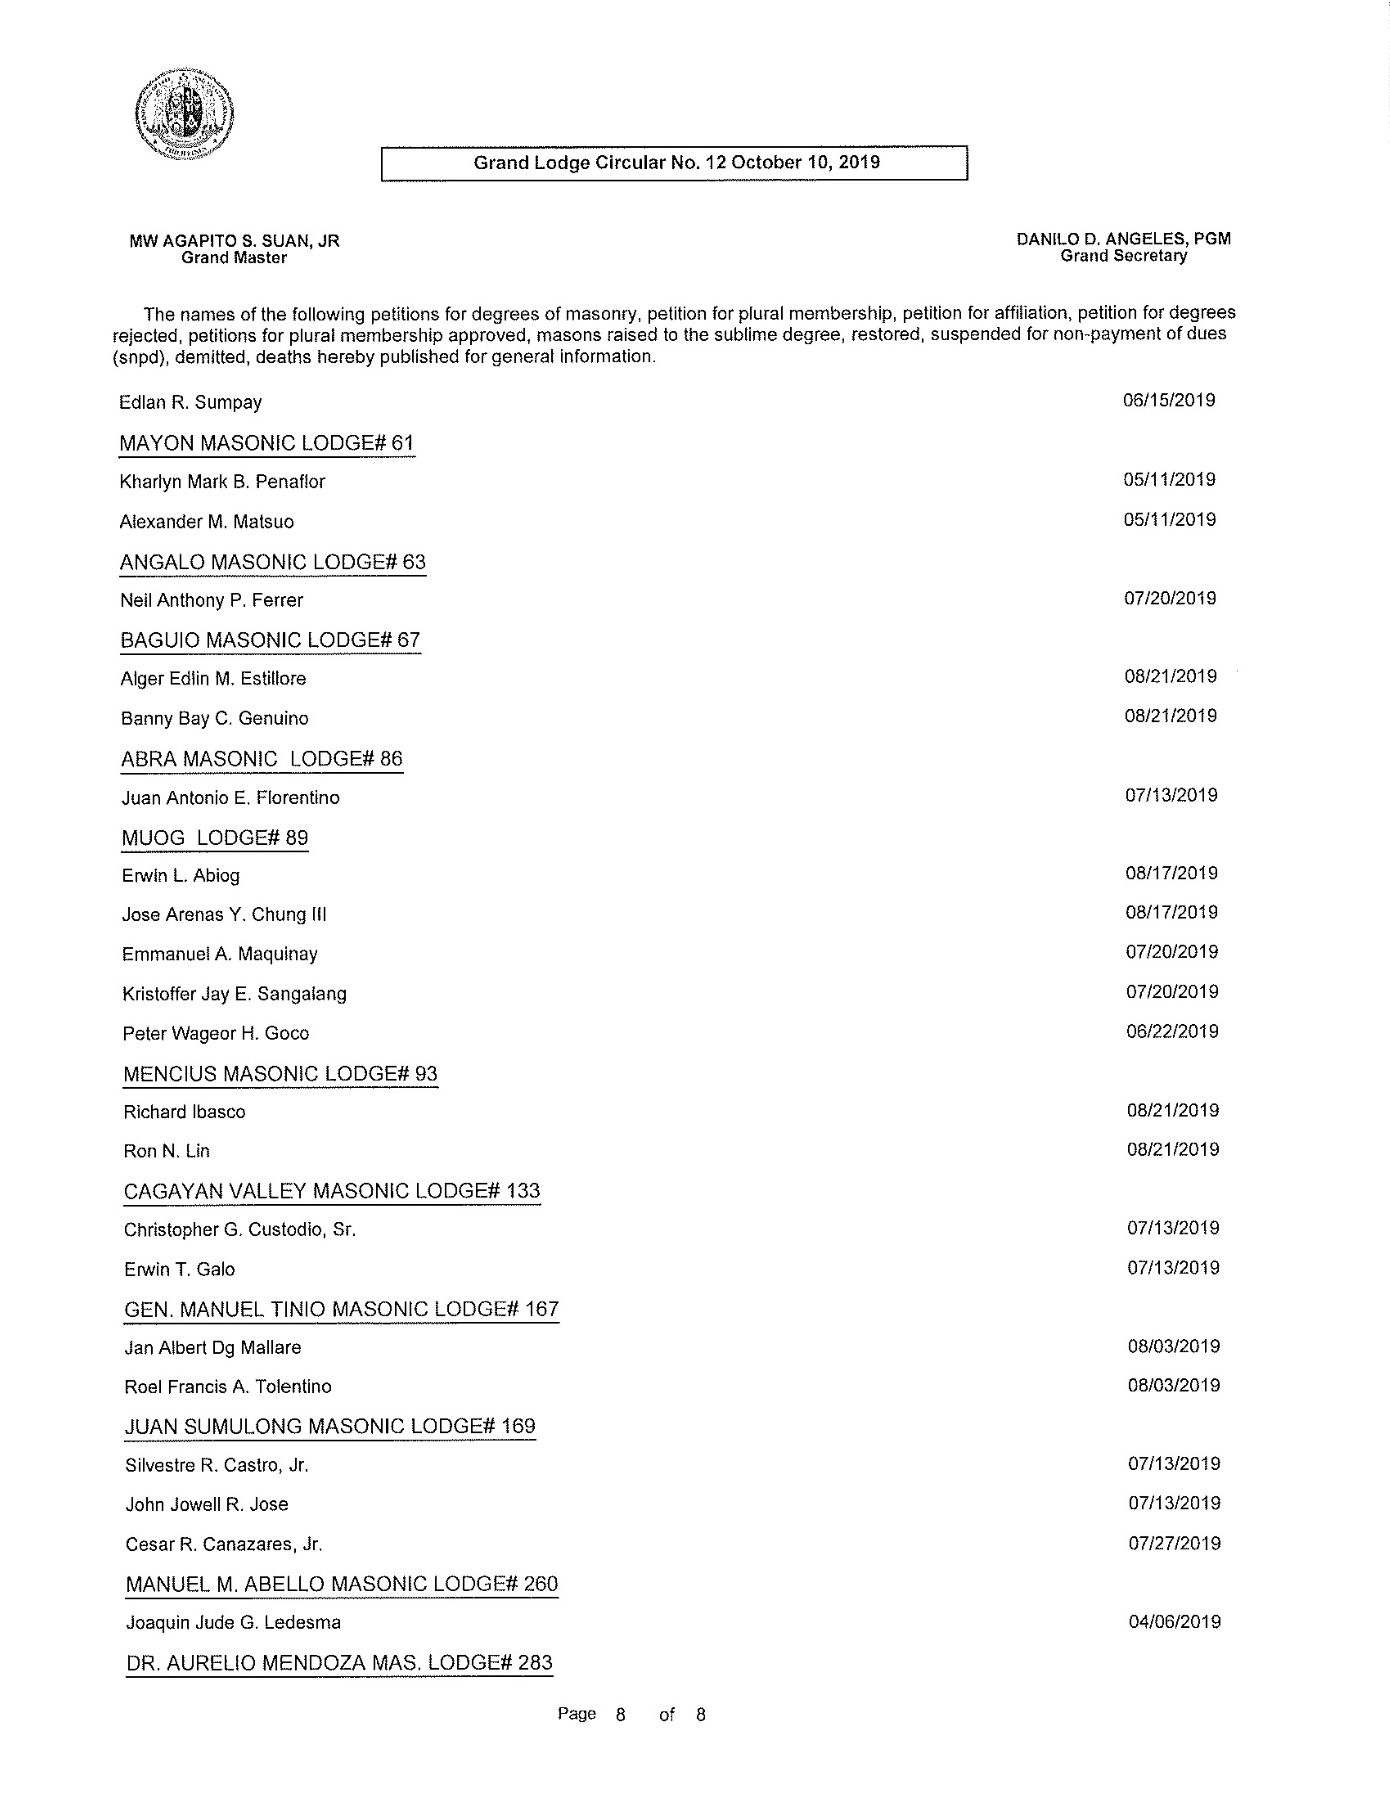 PHILIPPINES
Grand Lodge Circular No. 12 October 10, 2019
MW AGAPITO S. SUAN, JR
Grand Master
DANILO D. ANGELES, PGM
Grand Secretary
The names of the following petitions for degrees of masonry, petition for plural membership, petition for affiliation, petition for degrees
rejected, petitions for plural membership approved, masons raised to the sublime degree, restored, suspended for non-payment of dues
(snpd), demitted, deaths hereby published for general information.
Edlan R. Sumpay 06/15/2019
MAYON MASONIC LODGE# 61
Kharlyn Mark B. Penaflor 05/11/2019
Alexander M. Matsuo 05/11/2019
ANGALO MASONIC LODGE# 63
Neil Anthony P. Ferrer 07/20/2019
BAGUIO MASONIC LODGE# 67
Alger Edlin M. Estillore 08/21/2019
Banny Bay C. Genuino 08/21/2019
ABRA MASONIC LODGE# 86
Juan Antonio E. Florentino 07/13/2019
MUOG LODGE# 89
Erwin L. Abiog 08/17/2019
Jose Arenas Y. Chung III 08/17/2019
Emmanuel A. Maquinay 07/20/2019
Kristoffer Jay E. Sangalang 07/20/2019
Peter Wageor H. Goco 06/22/2019
MENCIUS MASONIC LODGE# 93
Richard Ibasco 08/21/2019
Ron N. Lin 08/21/2019
CAGAYAN VALLEY MASONIC LODGE# 133
Christopher G. Custodio, Sr. 07/13/2019
Erwin T. Galo 07/13/2019
GEN. MANUEL TINIO MASONIC LODGE# 167
Jan Albert Dg Mallare 08/03/2019
Roel Francis A. Tolentino 08/03/2019
JUAN SUMULONG MASONIC LODGE# 169
Silvestre R. Castro, Jr. 07/13/2019
John Jowell R. Jose 07/13/2019
Cesar R. Canazares, Jr. 07/27/2019
MANUEL M. ABELLO MASONIC LODGE# 260
Joaquin Jude G. Ledesma 04/06/2019
DR. AURELIO MENDOZA MAS. LODGE# 283
Page 8 of 8